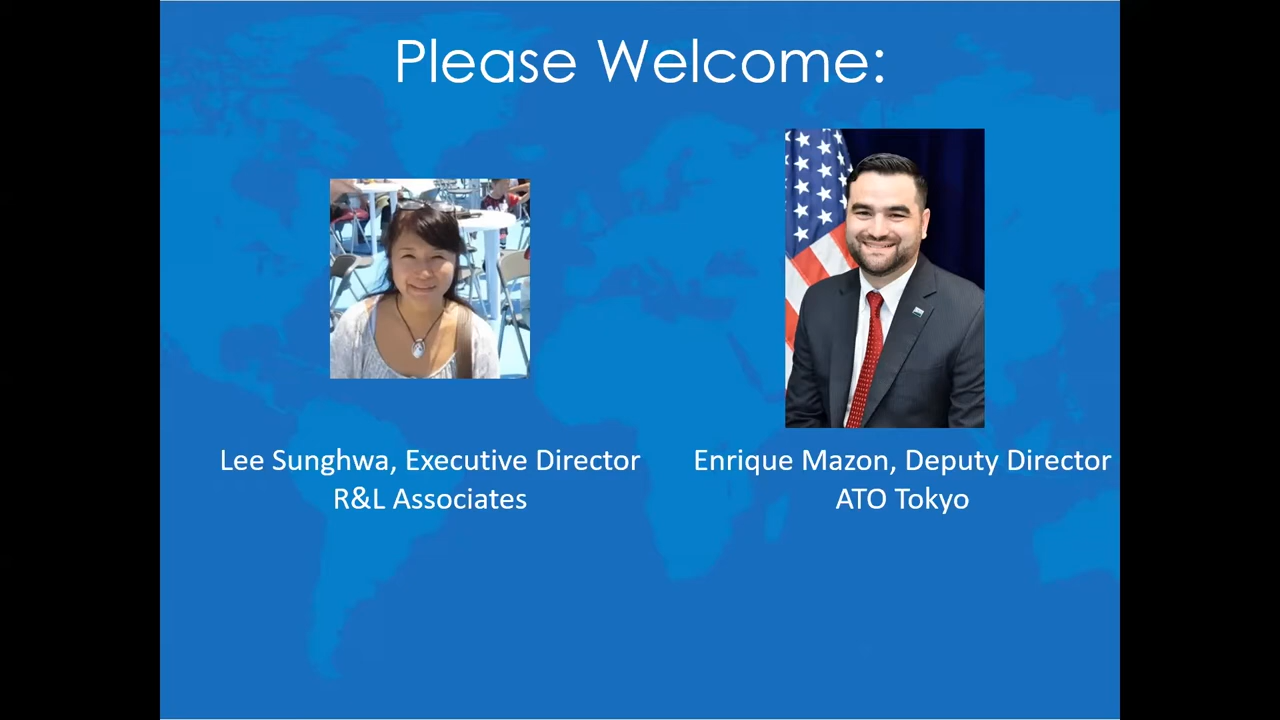 Please Welcome:
Lee Sunghwa, Executive Director
R&L Associates
Enrique Mazon, Deputy Director
ATO Tokyo